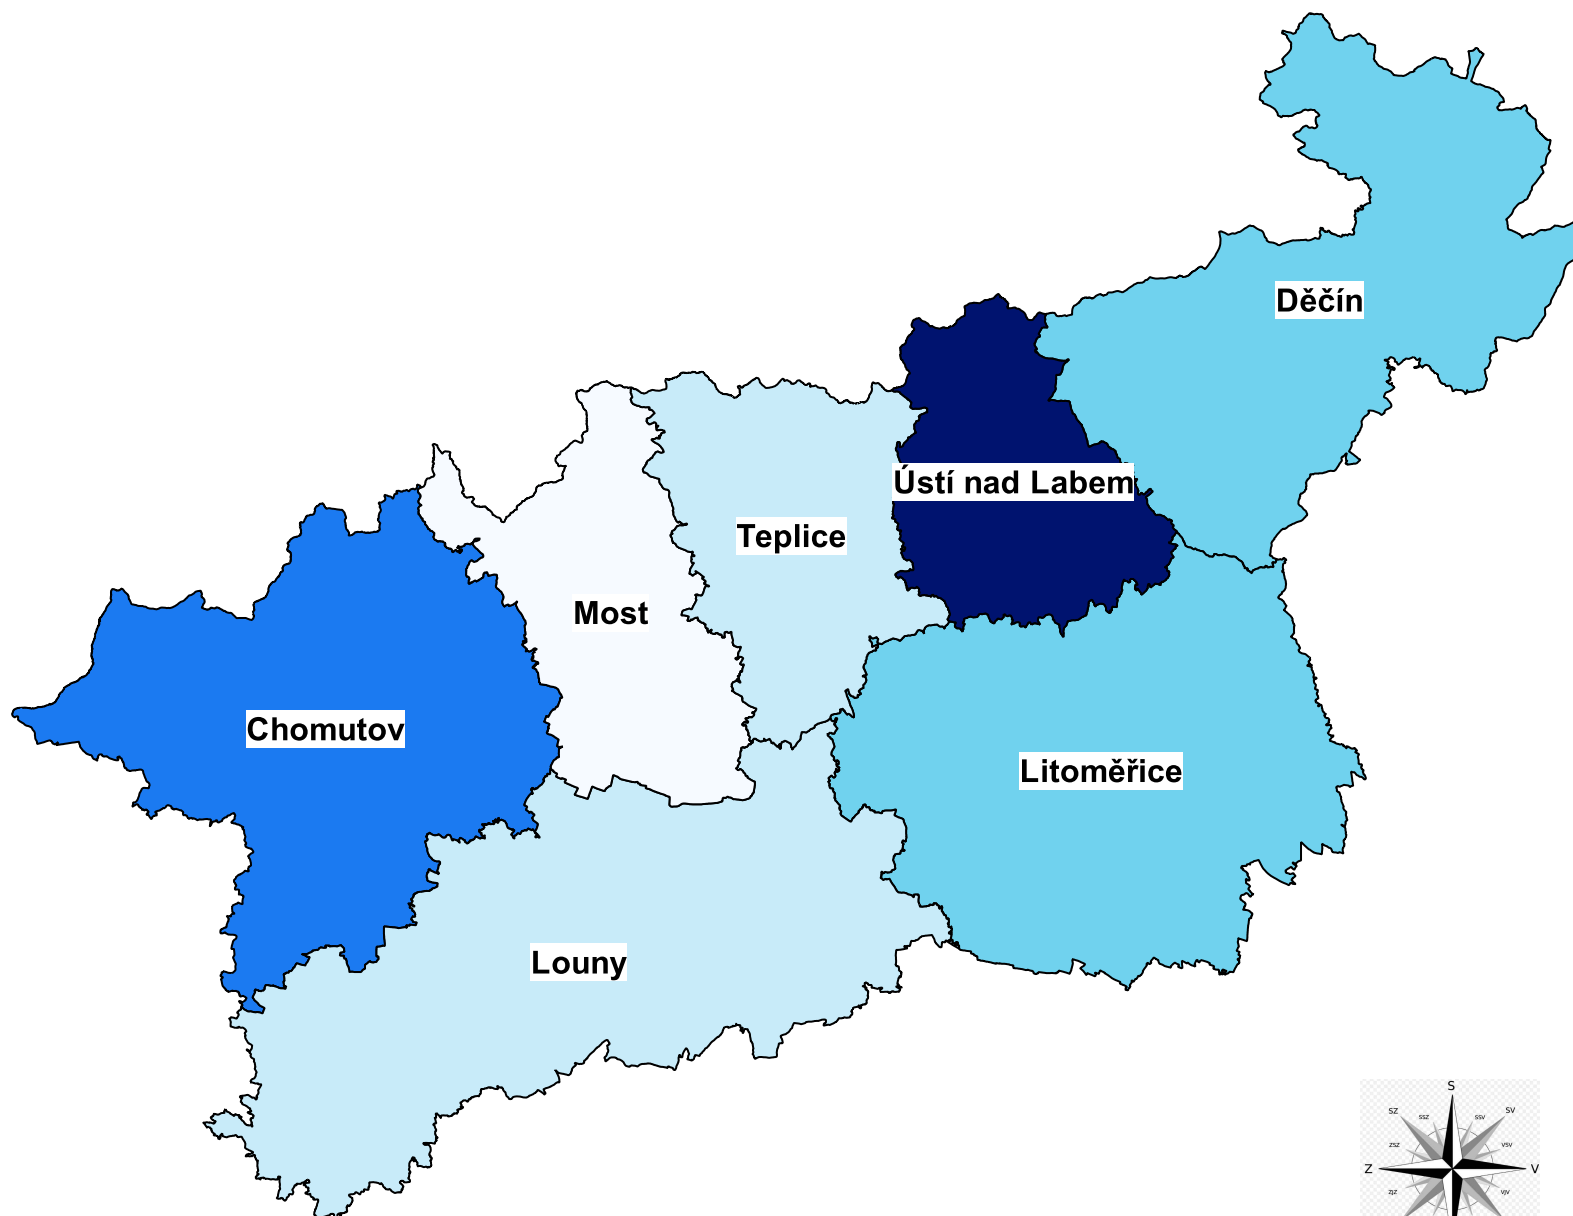 Děčín
Ústí nad Labem
Teplice
Most
Chomutov
Litoměřice
Louny
S
SZ
SSZ
SSV
SV
ZSZ
VSV
Z
V
ZJZ
VJV